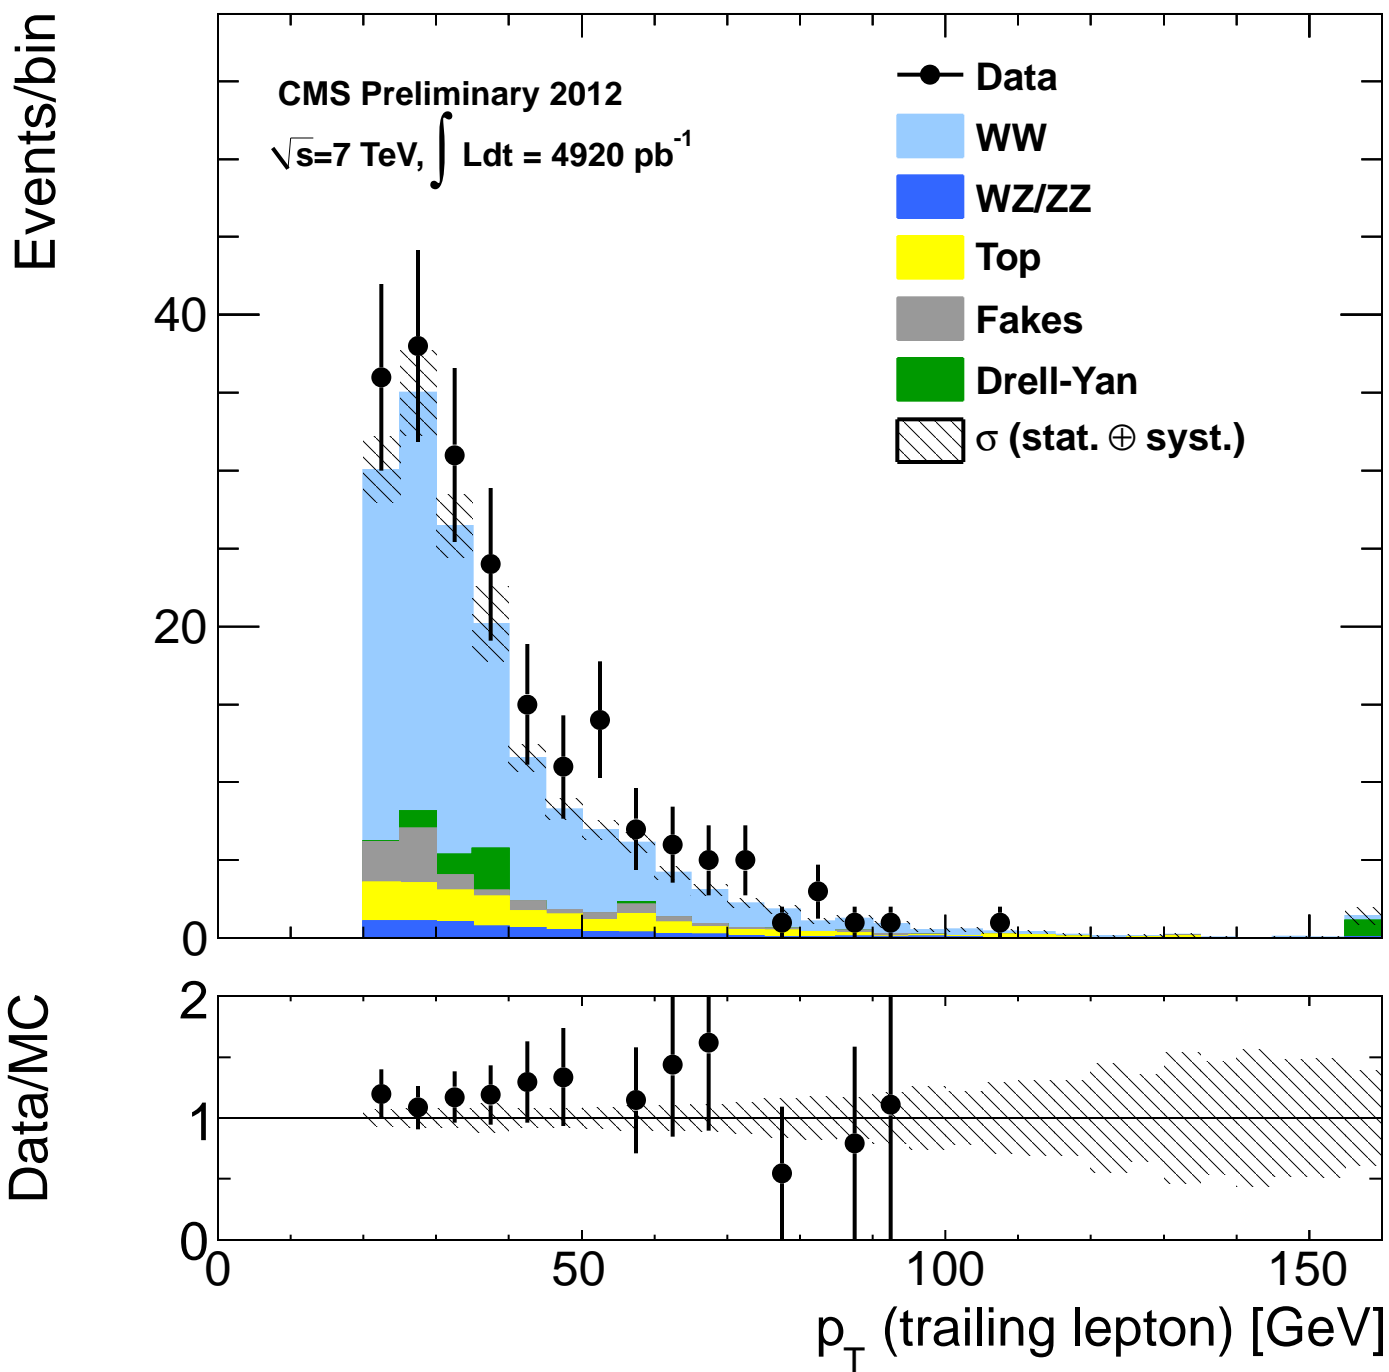 Events/bin
CMS Preliminary 2012
√s=7 TeV, ∫ Ldt = 4920 pb⁻¹
Data
WW
WZ/ZZ
Top
Fakes
Drell-Yan
σ (stat. ⊕ syst.)
40
20
0
Data/MC
2
1
0
0 50 100 150
p_T (trailing lepton) [GeV]